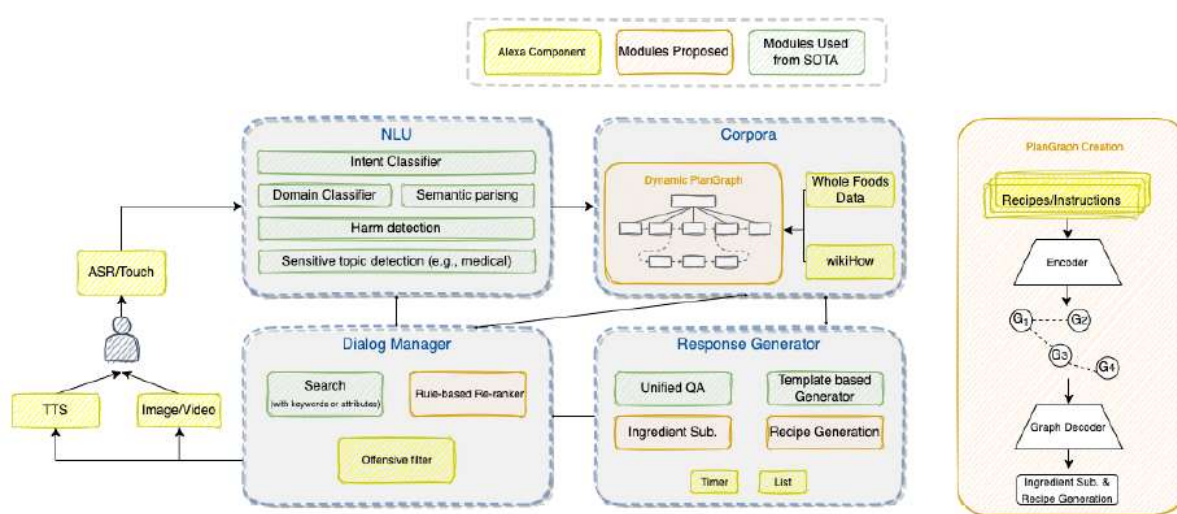 Alexa Component
Modules Proposed
Modules Used
from SOTA
NLU
Intent Classifier
Domain Classifier
Semantic parisng
Harm detection
Sensitive topic detection (e.g., medical)
Corpora
Dynamic PlanGraph
Whole Foods
Data
wikiHow
ASR/Touch
TTS
Image/Video
Dialog Manager
Search
(with keywords or attributes)
Rule-based Re-ranker
Offensive filter
Response Generator
Unified QA
Template based
Generator
Ingredient Sub.
Recipe Generation
Timer
List
PlanGraph Creation
Recipes/Instructions
Encoder
G1
G2
G3
G4
Graph Decoder
Ingredient Sub. &
Recipe Generation